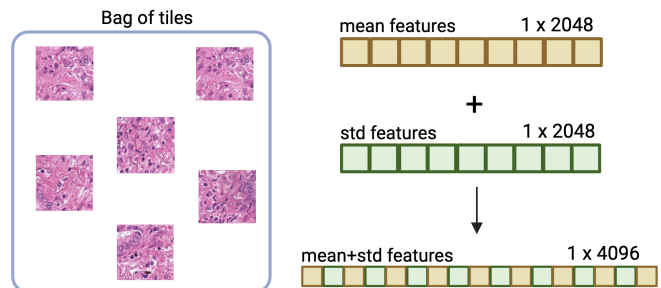 Bag of tiles
mean features 1 x 2048
+
std features 1 x 2048
mean+std features 1 x 4096